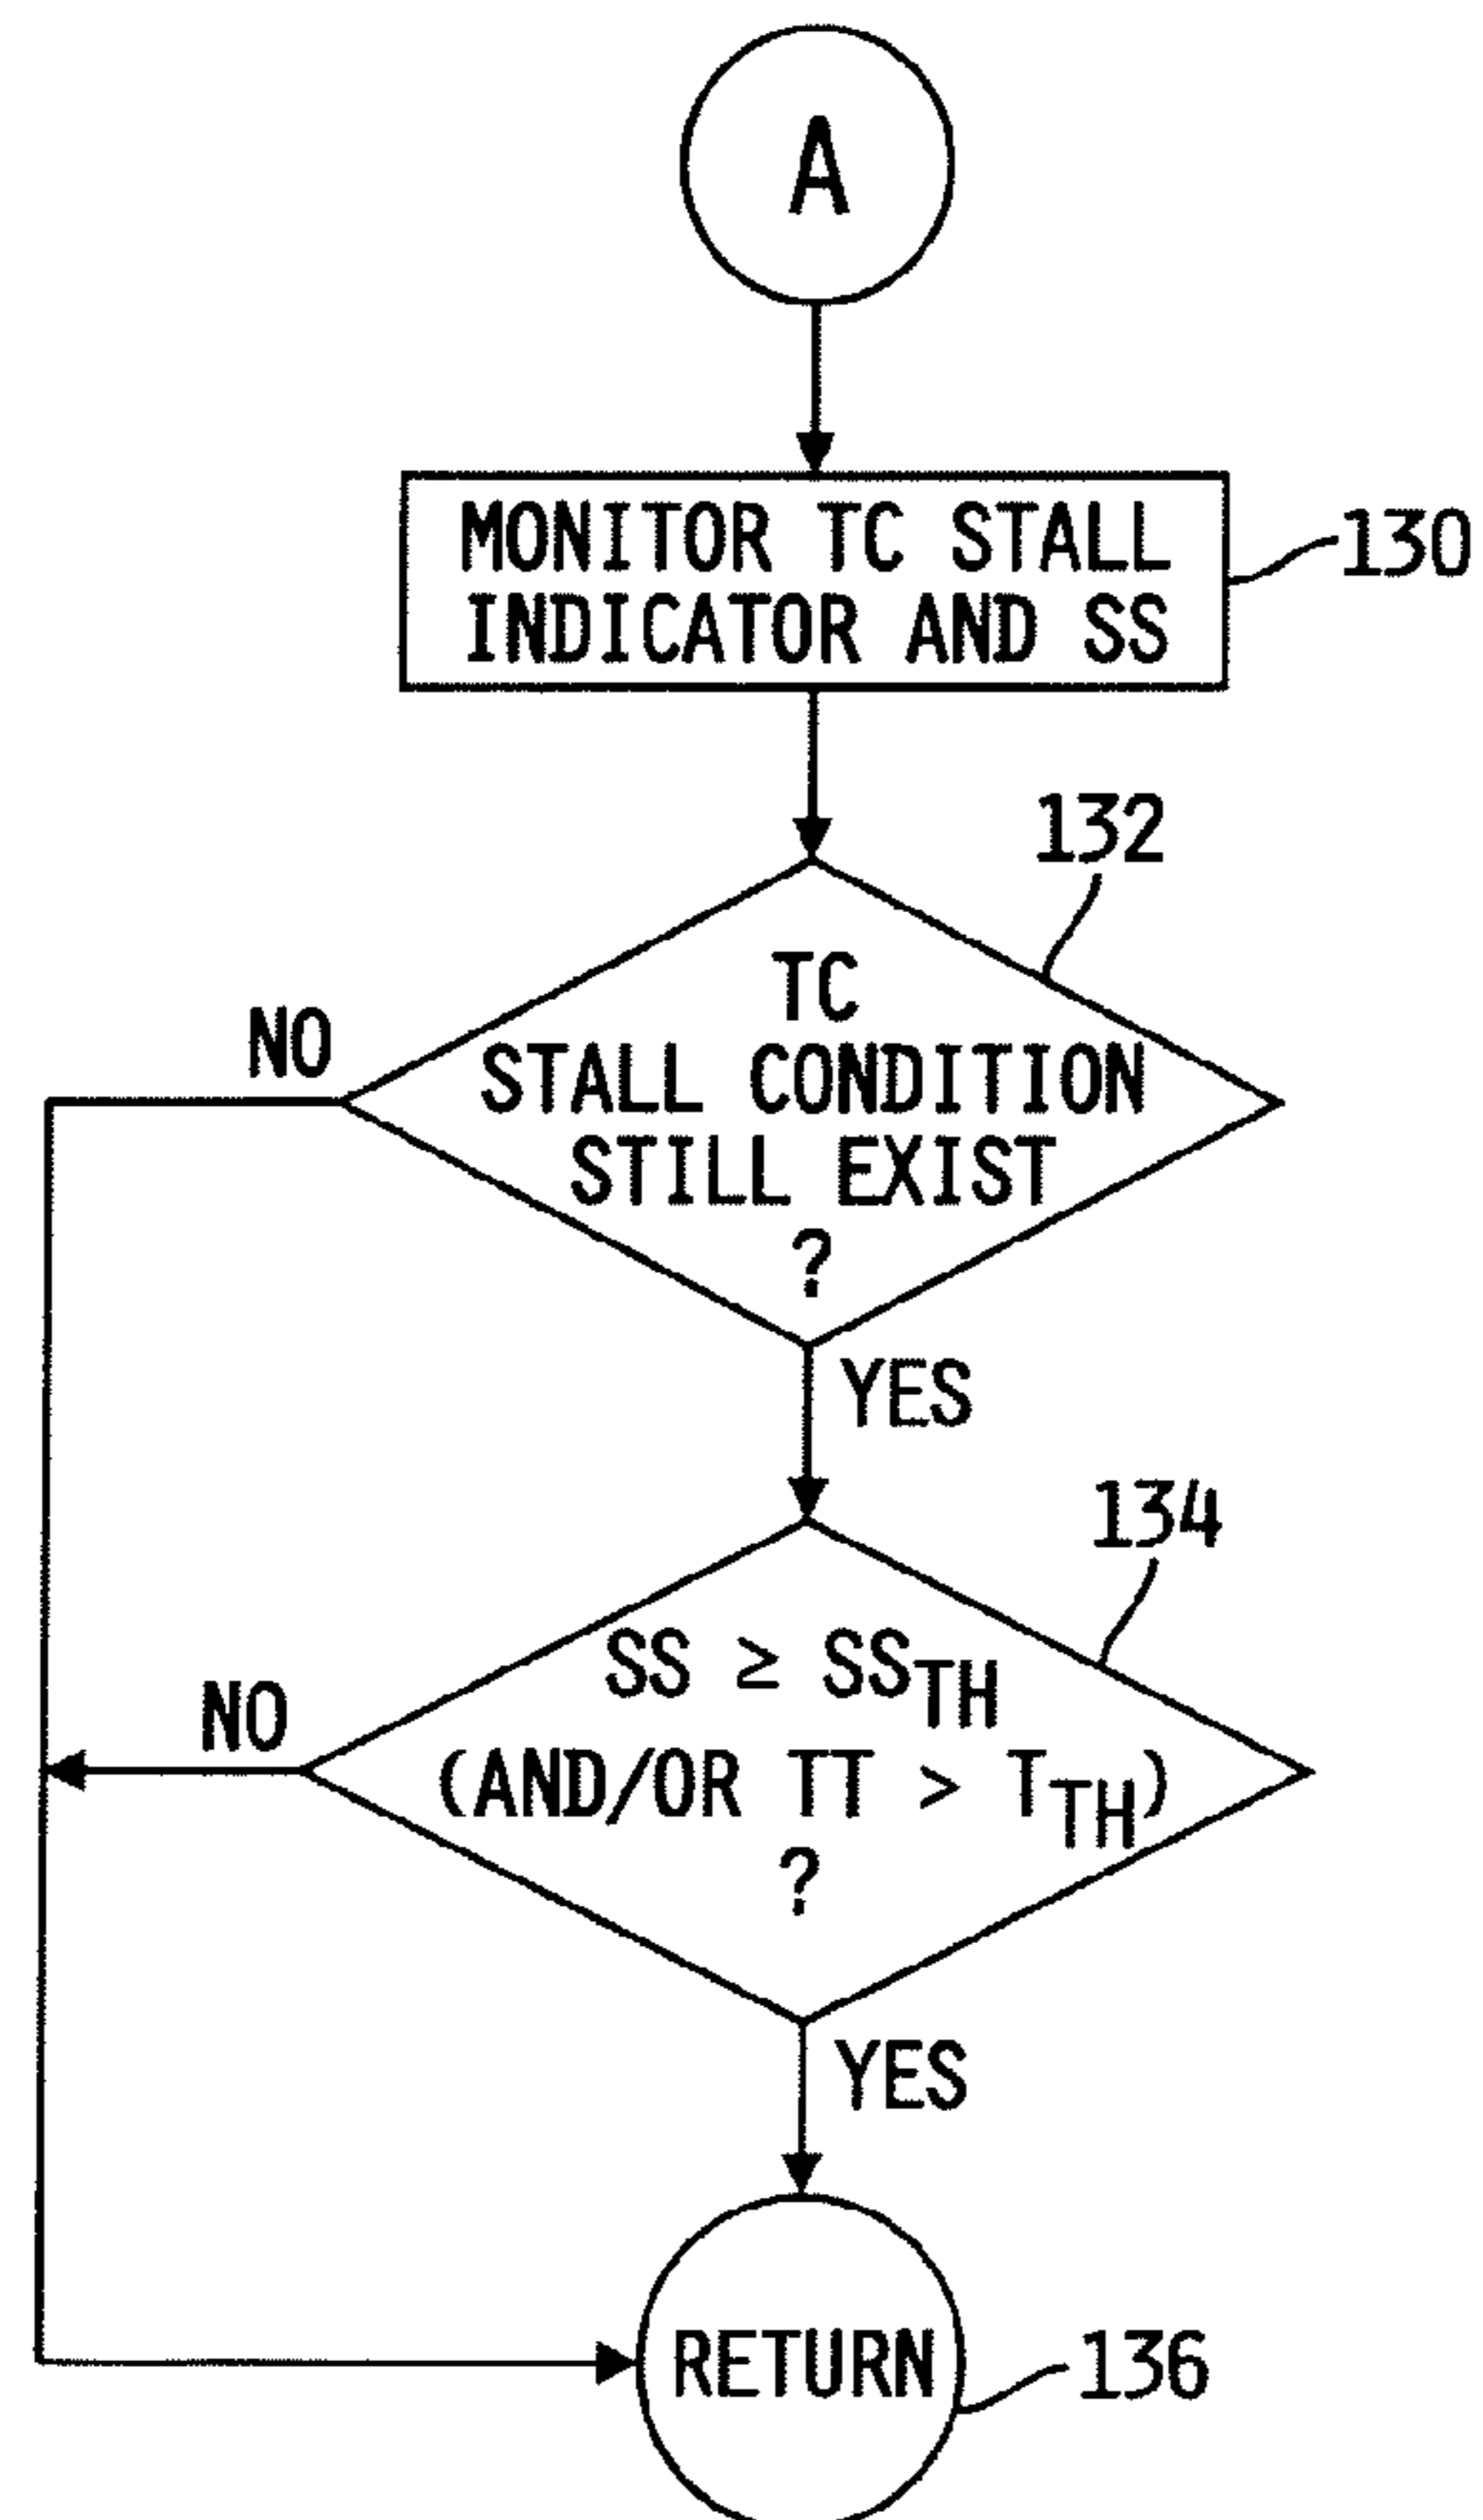 A
MONITOR TC STALL
INDICATOR AND SS
130
132
TC
STALL CONDITION
STILL EXIST
?
NO
YES
134
SS ≥ SSTH
(AND/OR TT > TTH)
?
NO
YES
RETURN
136